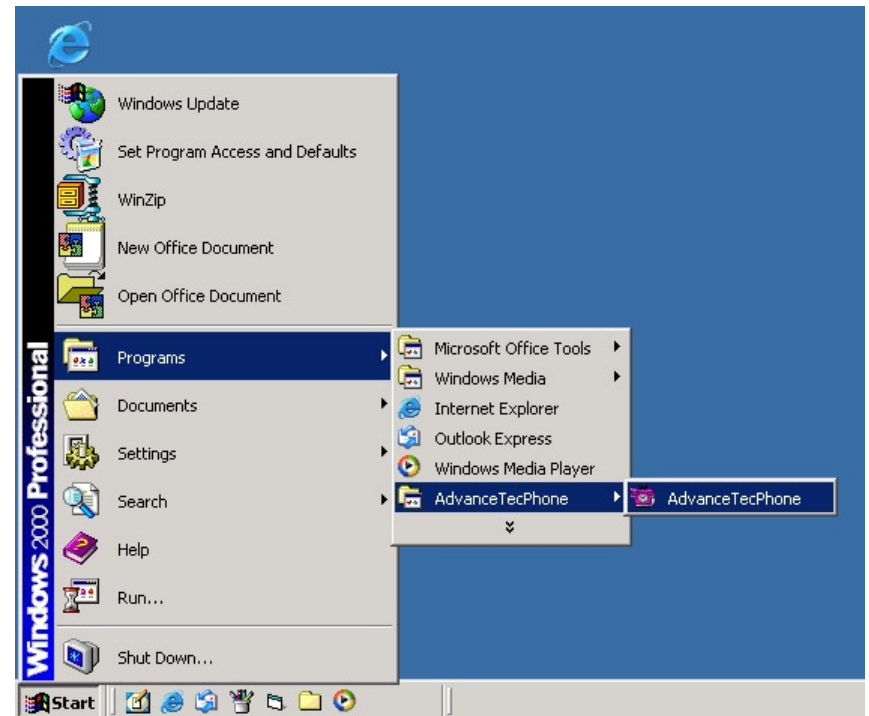 Windows Update
Set Program Access and Defaults
WinZip
New Office Document
Open Office Document
Programs
Documents
Settings
Search
Help
Run...
Shut Down...
Windows 2000 Professional
Microsoft Office Tools
Windows Media
Internet Explorer
Outlook Express
Windows Media Player
AdvanceTecPhone
AdvanceTecPhone
Start